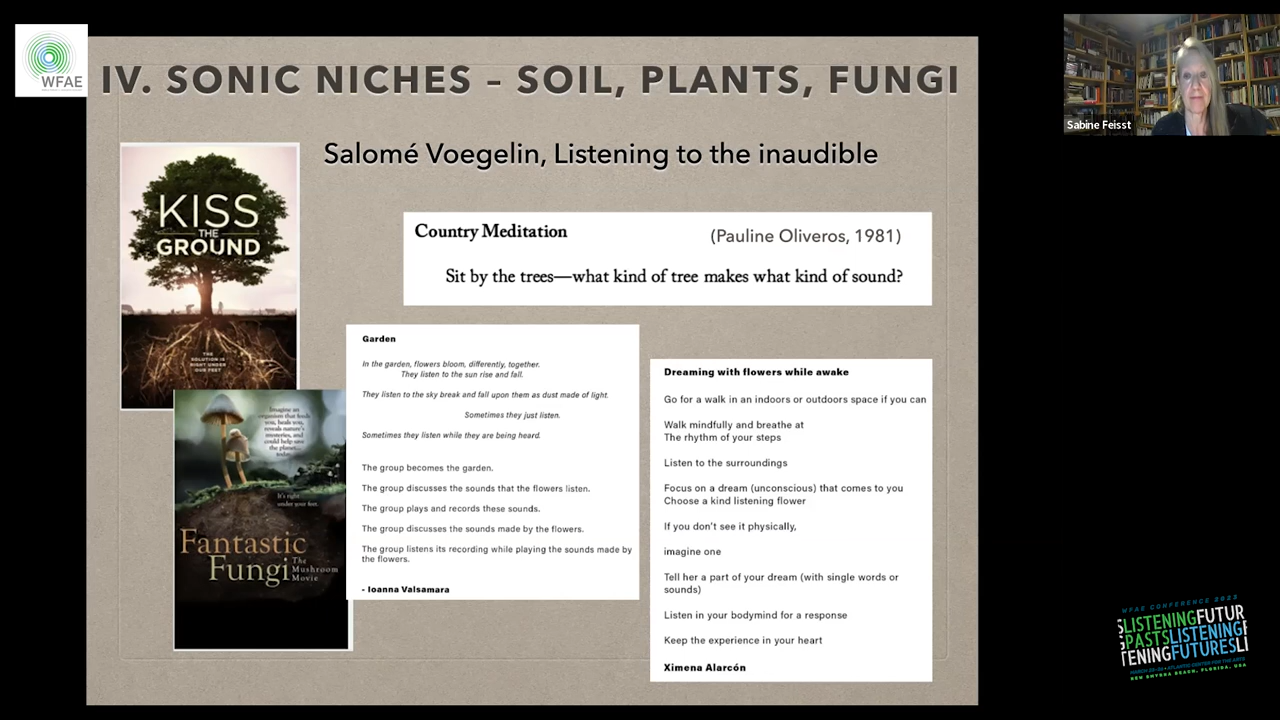 WFAE
IV. SONIC NICHES – SOIL, PLANTS, FUNGI
Sabine Feisst
Salomé Voegelin, Listening to the inaudible
KISS
THE
GROUND
THE
SOLUTION IS
RIGHT UNDER
OUR FEET
Country Meditation
(Pauline Oliveros, 1981)
Sit by the trees—what kind of tree makes what kind of sound?
Garden
In the garden, flowers bloom, differently, together.
They listen to the sun rise and fall.
They listen to the sky break and fall upon them as dust made of light.
Sometimes they just listen.
Sometimes they listen while they are being heard.
The group becomes the garden.
The group discusses the sounds that the flowers listen.
The group plays and records these sounds.
The group discusses the sounds made by the flowers.
The group listens its recording while playing the sounds made by
the flowers.
- Ioanna Valsamara
Imagine an
organism that feeds
you, heals you,
reveals nature's
mysteries, and
could help save
the planet...
today...
It's right
under your feet.
Fantastic
Fungi
The
Mushroom
Movie
Dreaming with flowers while awake
Go for a walk in an indoors or outdoors space if you can
Walk mindfully and breathe at
The rhythm of your steps
Listen to the surroundings
Focus on a dream (unconscious) that comes to you
Choose a kind listening flower
If you don't see it physically,
imagine one
Tell her a part of your dream (with single words or
sounds)
Listen in your bodymind for a response
Keep the experience in your heart
Ximena Alarcón
WFAE CONFERENCE 2023
LISTENING FUTUR
PASTS LISTENING
TENING FUTURES LI
MARCH 23-26 • ATLANTIC CENTER FOR THE ARTS
NEW SMYRNA BEACH, FLORIDA, USA